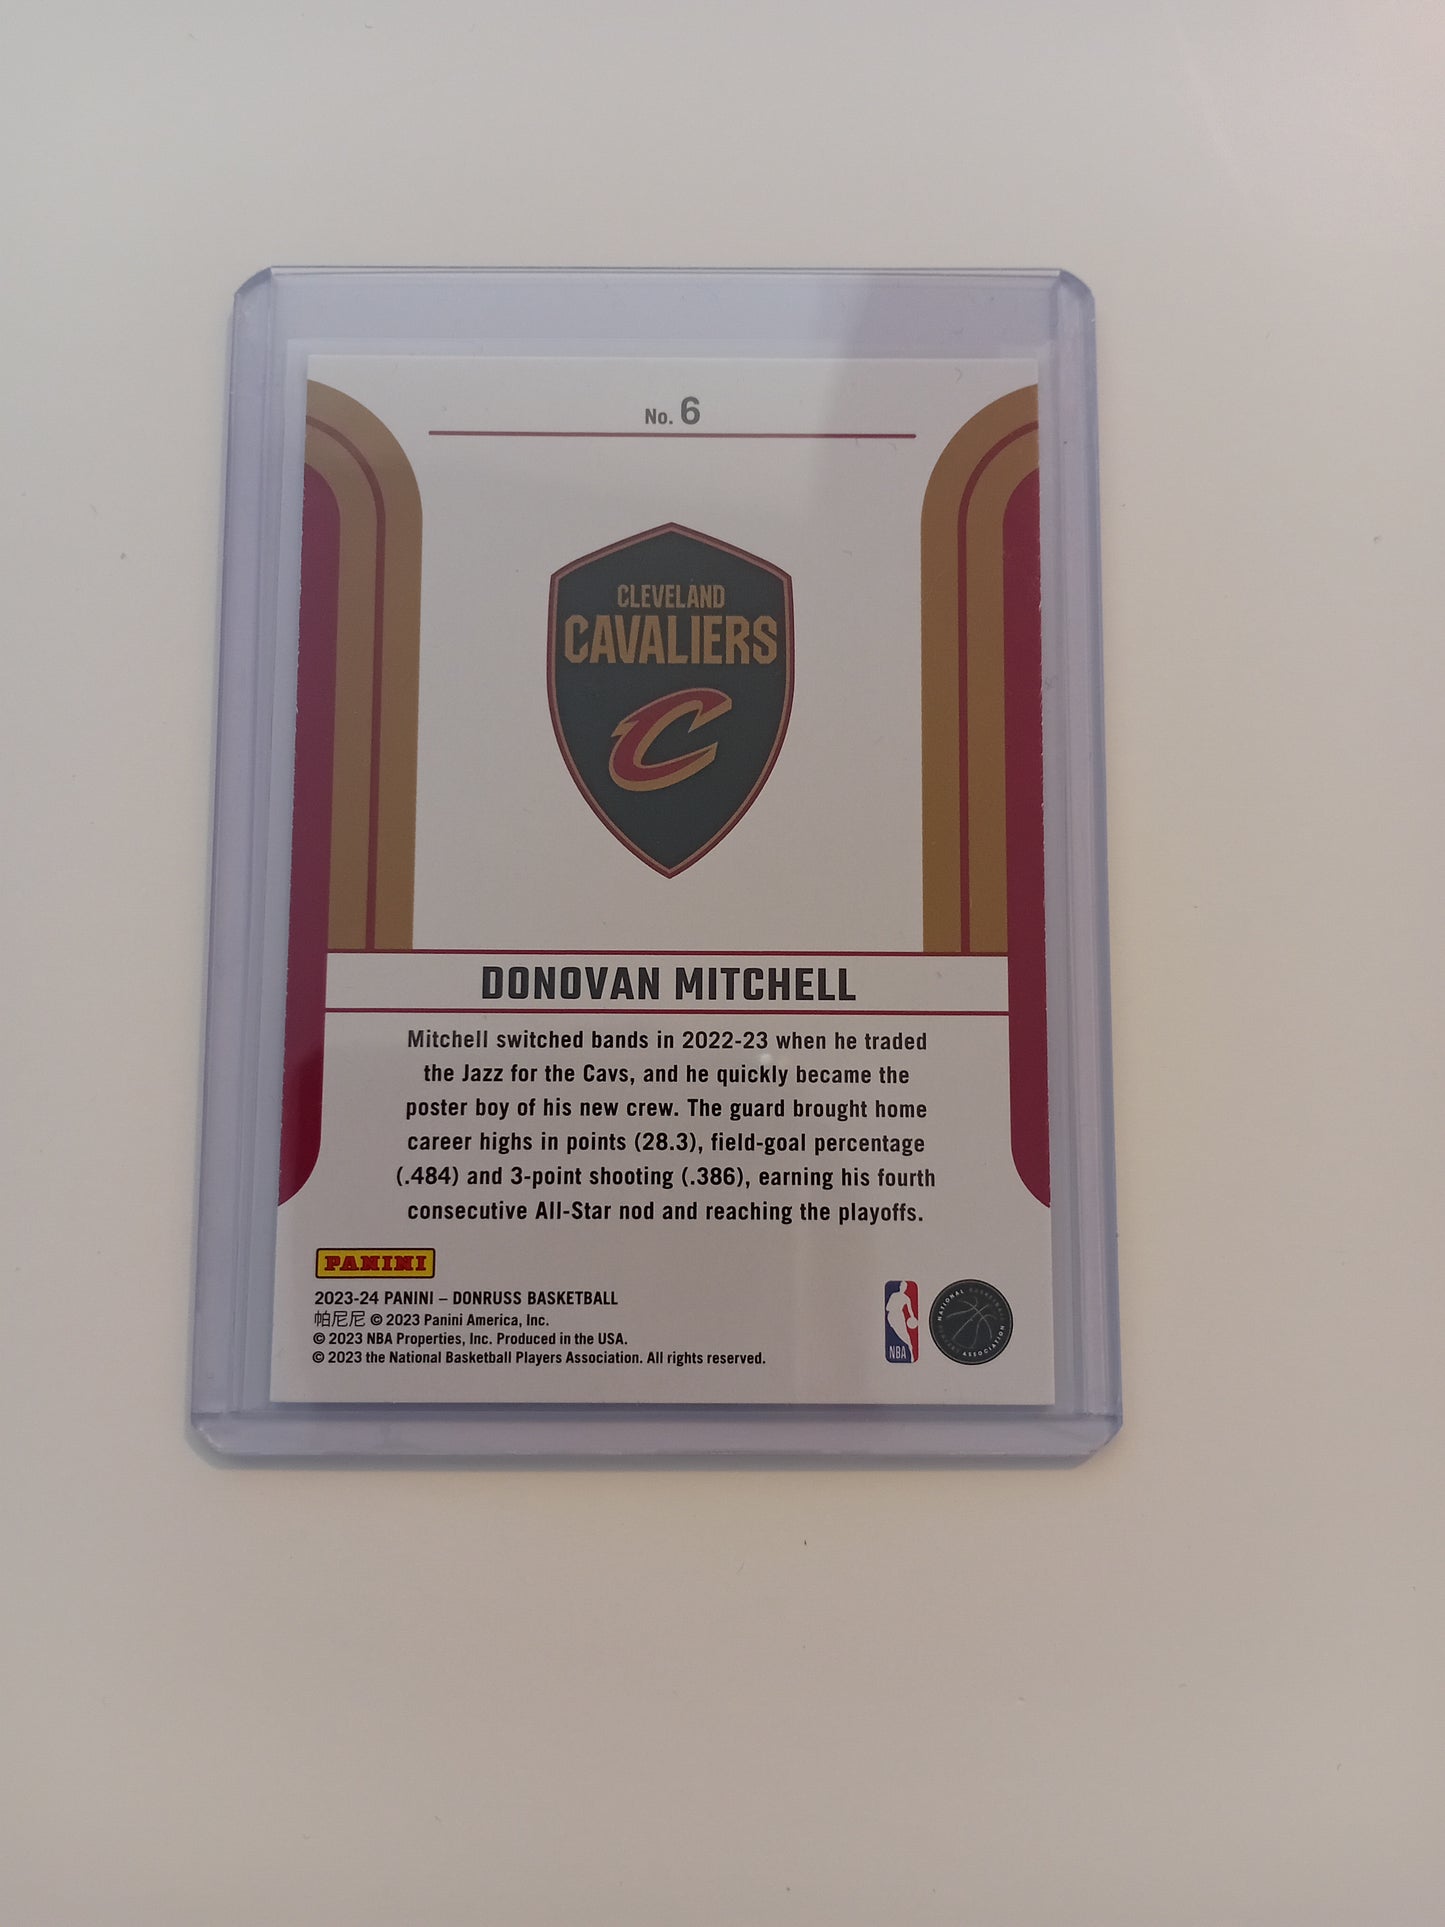 No. 6
CLEVELAND
CAVALIERS
C
DONOVAN MITCHELL
Mitchell switched bands in 2022-23 when he traded
the Jazz for the Cavs, and he quickly became the
poster boy of his new crew. The guard brought home
career highs in points (28.3), field-goal percentage
(.484) and 3-point shooting (.386), earning his fourth
consecutive All-Star nod and reaching the playoffs.
PANINI
2023-24 PANINI – DONRUSS BASKETBALL
帕尼尼 © 2023 Panini America, Inc.
© 2023 NBA Properties, Inc. Produced in the USA.
© 2023 the National Basketball Players Association. All rights reserved.
NBA
NATIONAL BASKETBALL PLAYERS ASSOCIATION